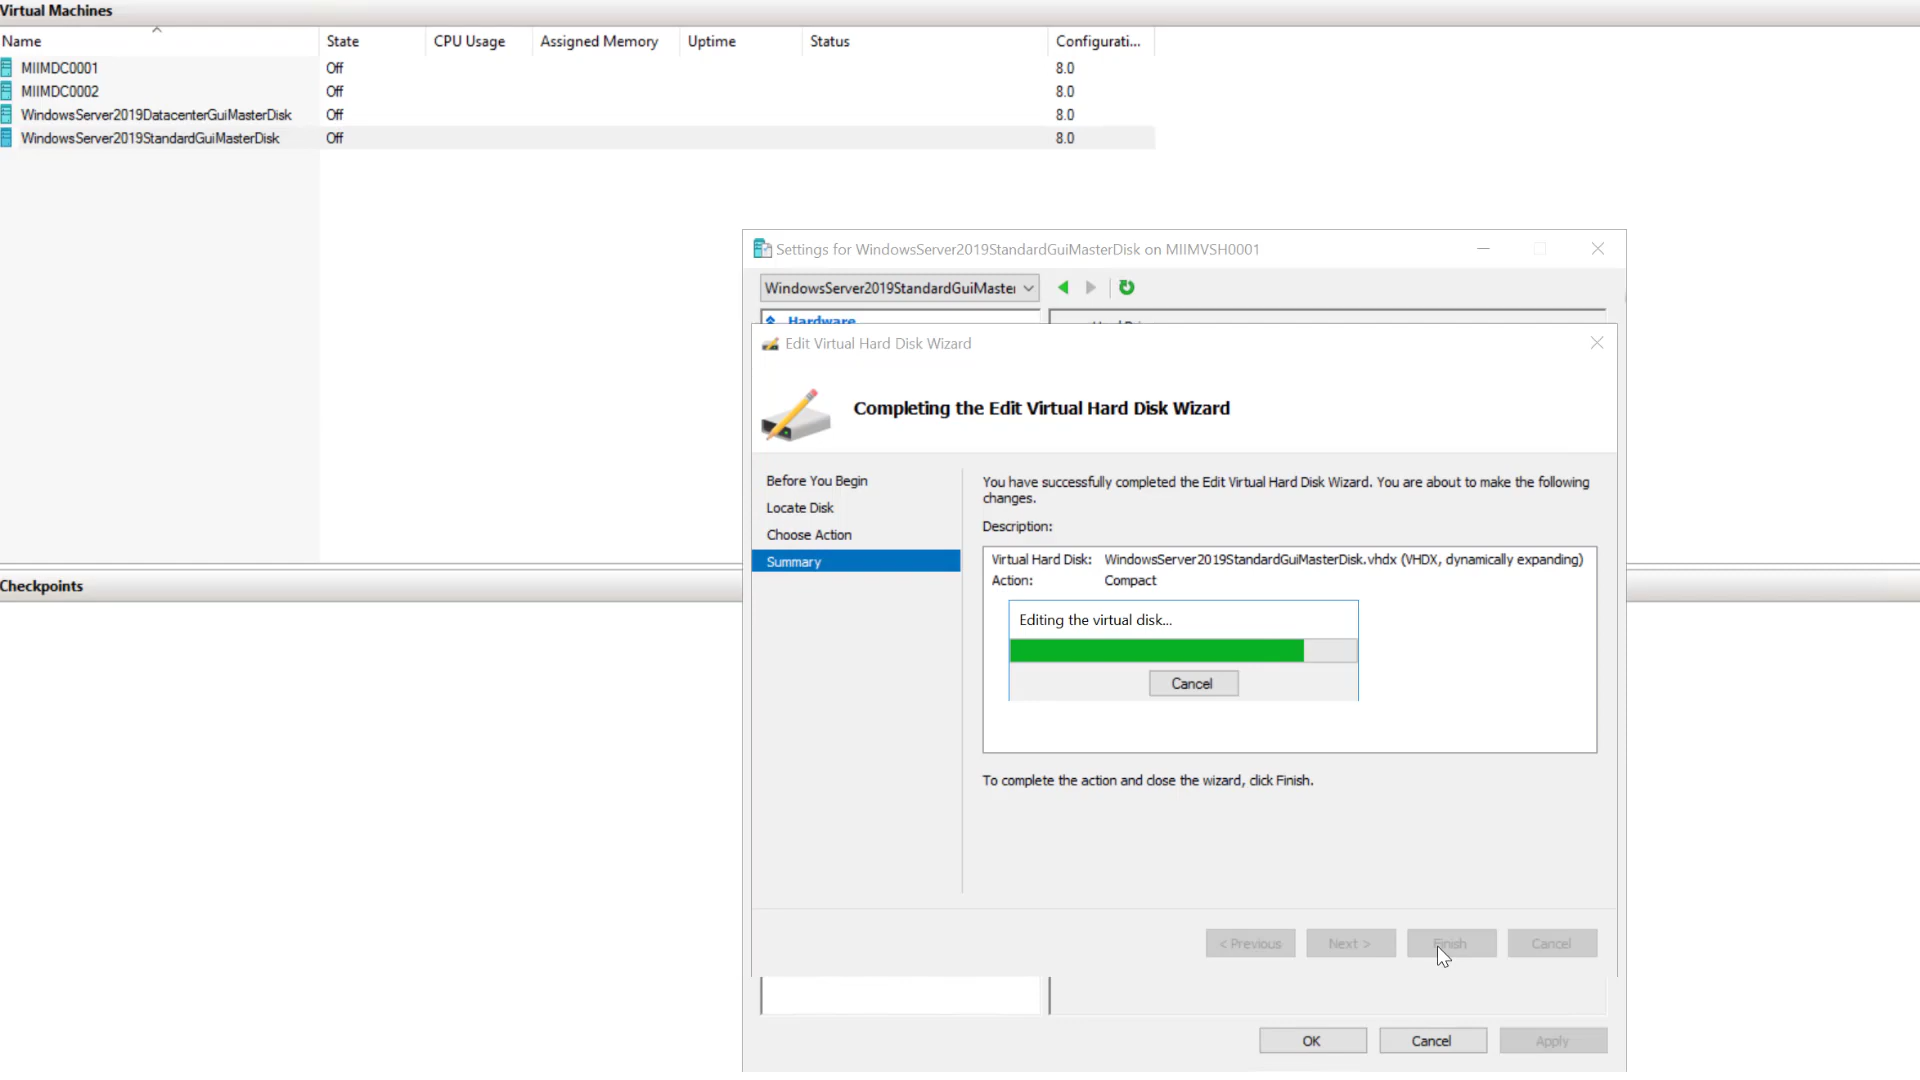 Virtual Machines
Name State CPU Usage Assigned Memory Uptime Status Configurati...
MIIMDC0001 Off 8.0
MIIMDC0002 Off 8.0
WindowsServer2019DatacenterGuiMasterDisk Off 8.0
WindowsServer2019StandardGuiMasterDisk Off 8.0
Settings for WindowsServer2019StandardGuiMasterDisk on MIIMVSH0001
WindowsServer2019StandardGuiMaster
Hardware
Edit Virtual Hard Disk Wizard
Completing the Edit Virtual Hard Disk Wizard
Before You Begin
Locate Disk
Choose Action
Summary
You have successfully completed the Edit Virtual Hard Disk Wizard. You are about to make the following
changes.
Description:
Virtual Hard Disk: WindowsServer2019StandardGuiMasterDisk.vhdx (VHDX, dynamically expanding)
Action: Compact
Editing the virtual disk...
Cancel
To complete the action and close the wizard, click Finish.
< Previous Next > Finish Cancel
Checkpoints
OK Cancel Apply